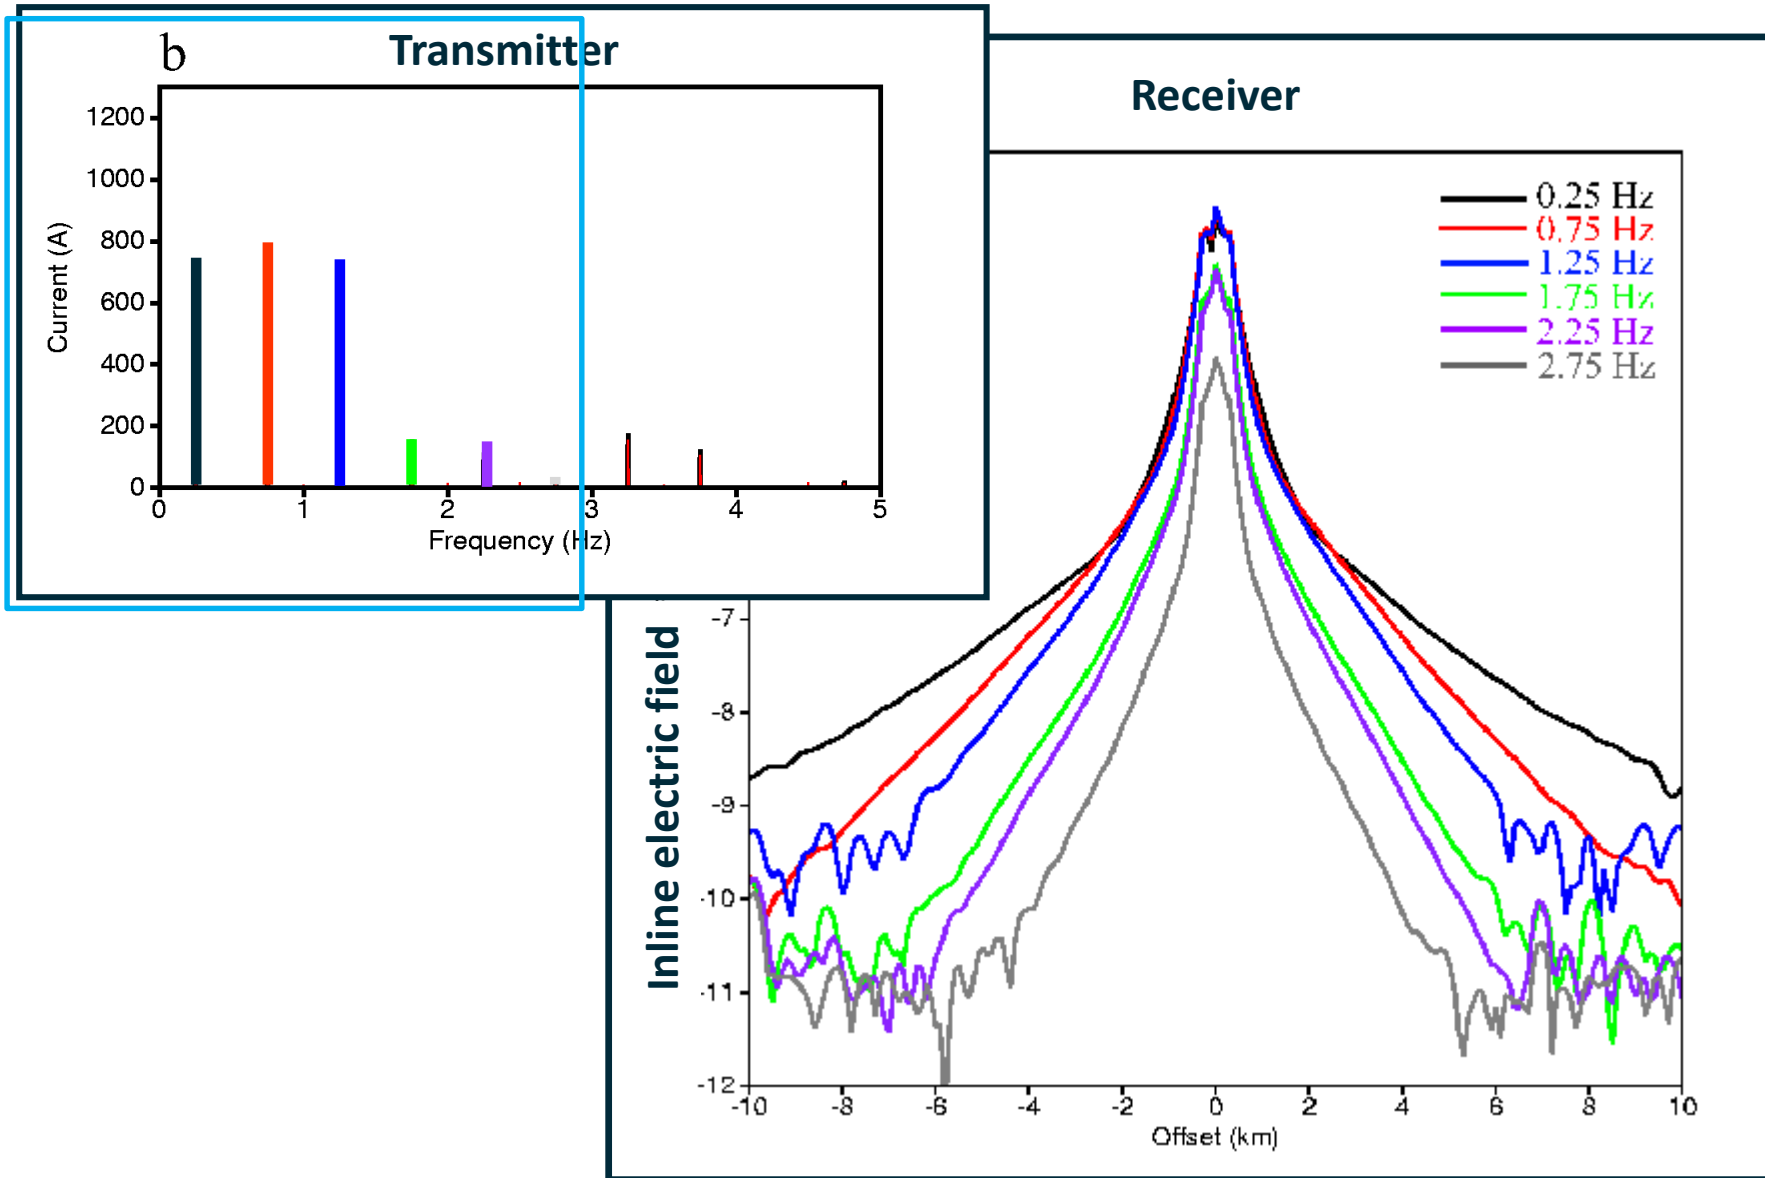 b
Transmitter
1200
1000
800
600
400
200
0
Current (A)
0 1 2 3 4 5
Frequency (Hz)
Receiver
0.25 Hz
0.75 Hz
1.25 Hz
1.75 Hz
2.25 Hz
2.75 Hz
Inline electric field
-7
-8
-9
-10
-11
-12
-10 -8 -6 -4 -2 0 2 4 6 8 10
Offset (km)